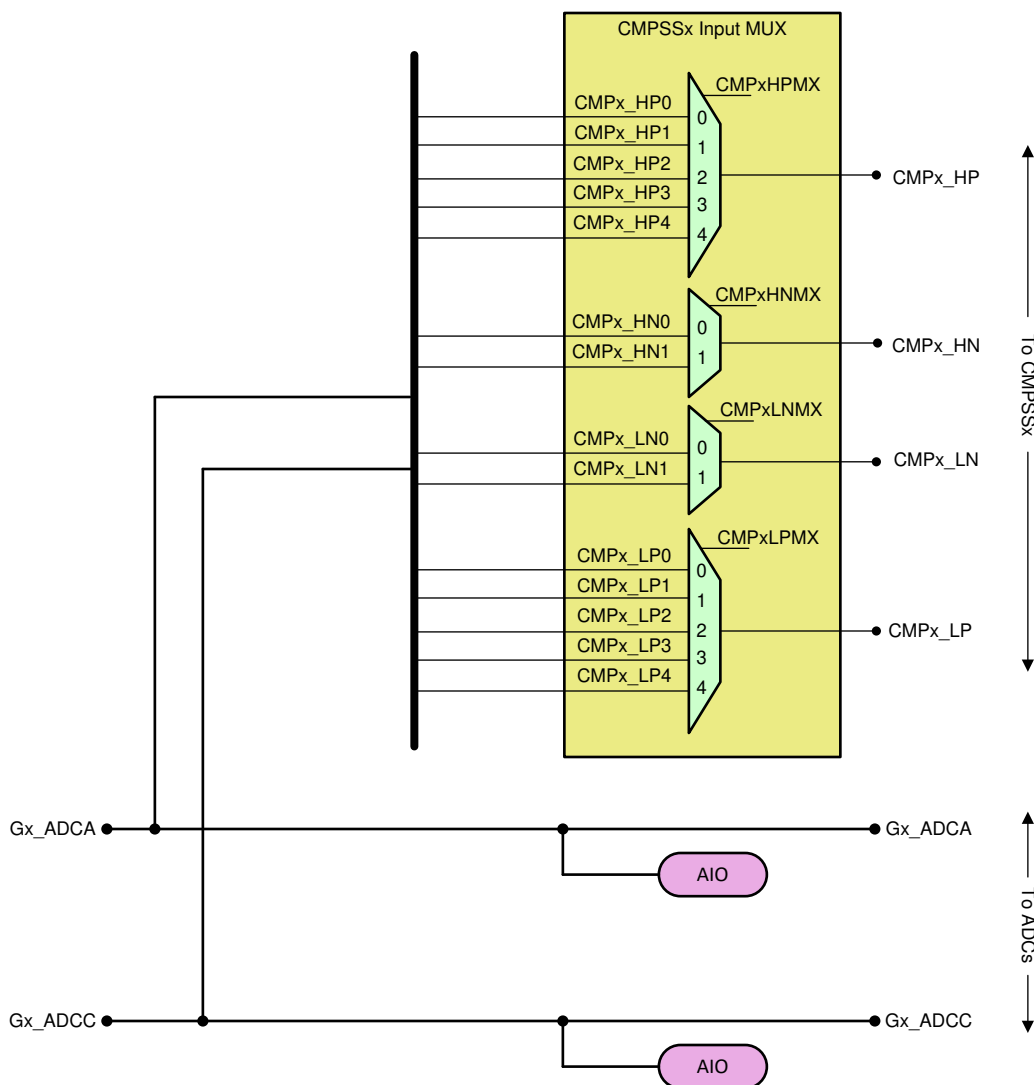 CMPSSx Input MUX
CMPxHPMX
CMPx_HP0
0
CMPx_HP1
1
CMPx_HP2
2
CMPx_HP
CMPx_HP3
3
CMPx_HP4
4
CMPxHNMX
CMPx_HN0
0
CMPx_HN1
1
CMPx_HN
To CMPSSx
CMPxLNMX
CMPx_LN0
0
CMPx_LN1
1
CMPx_LN
CMPxLPMX
CMPx_LP0
0
CMPx_LP1
1
CMPx_LP2
2
CMPx_LP
CMPx_LP3
3
CMPx_LP4
4
Gx_ADCA
Gx_ADCA
AIO
To ADCs
Gx_ADCC
Gx_ADCC
AIO